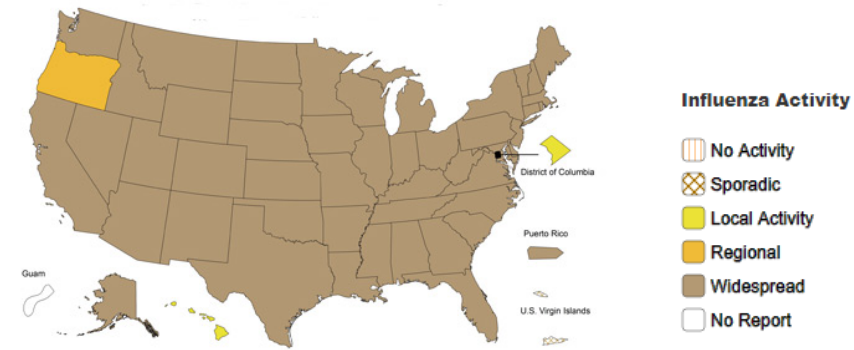 Influenza Activity
No Activity
Sporadic
Local Activity
Regional
Widespread
No Report
District of Columbia
Puerto Rico
Guam
U.S. Virgin Islands